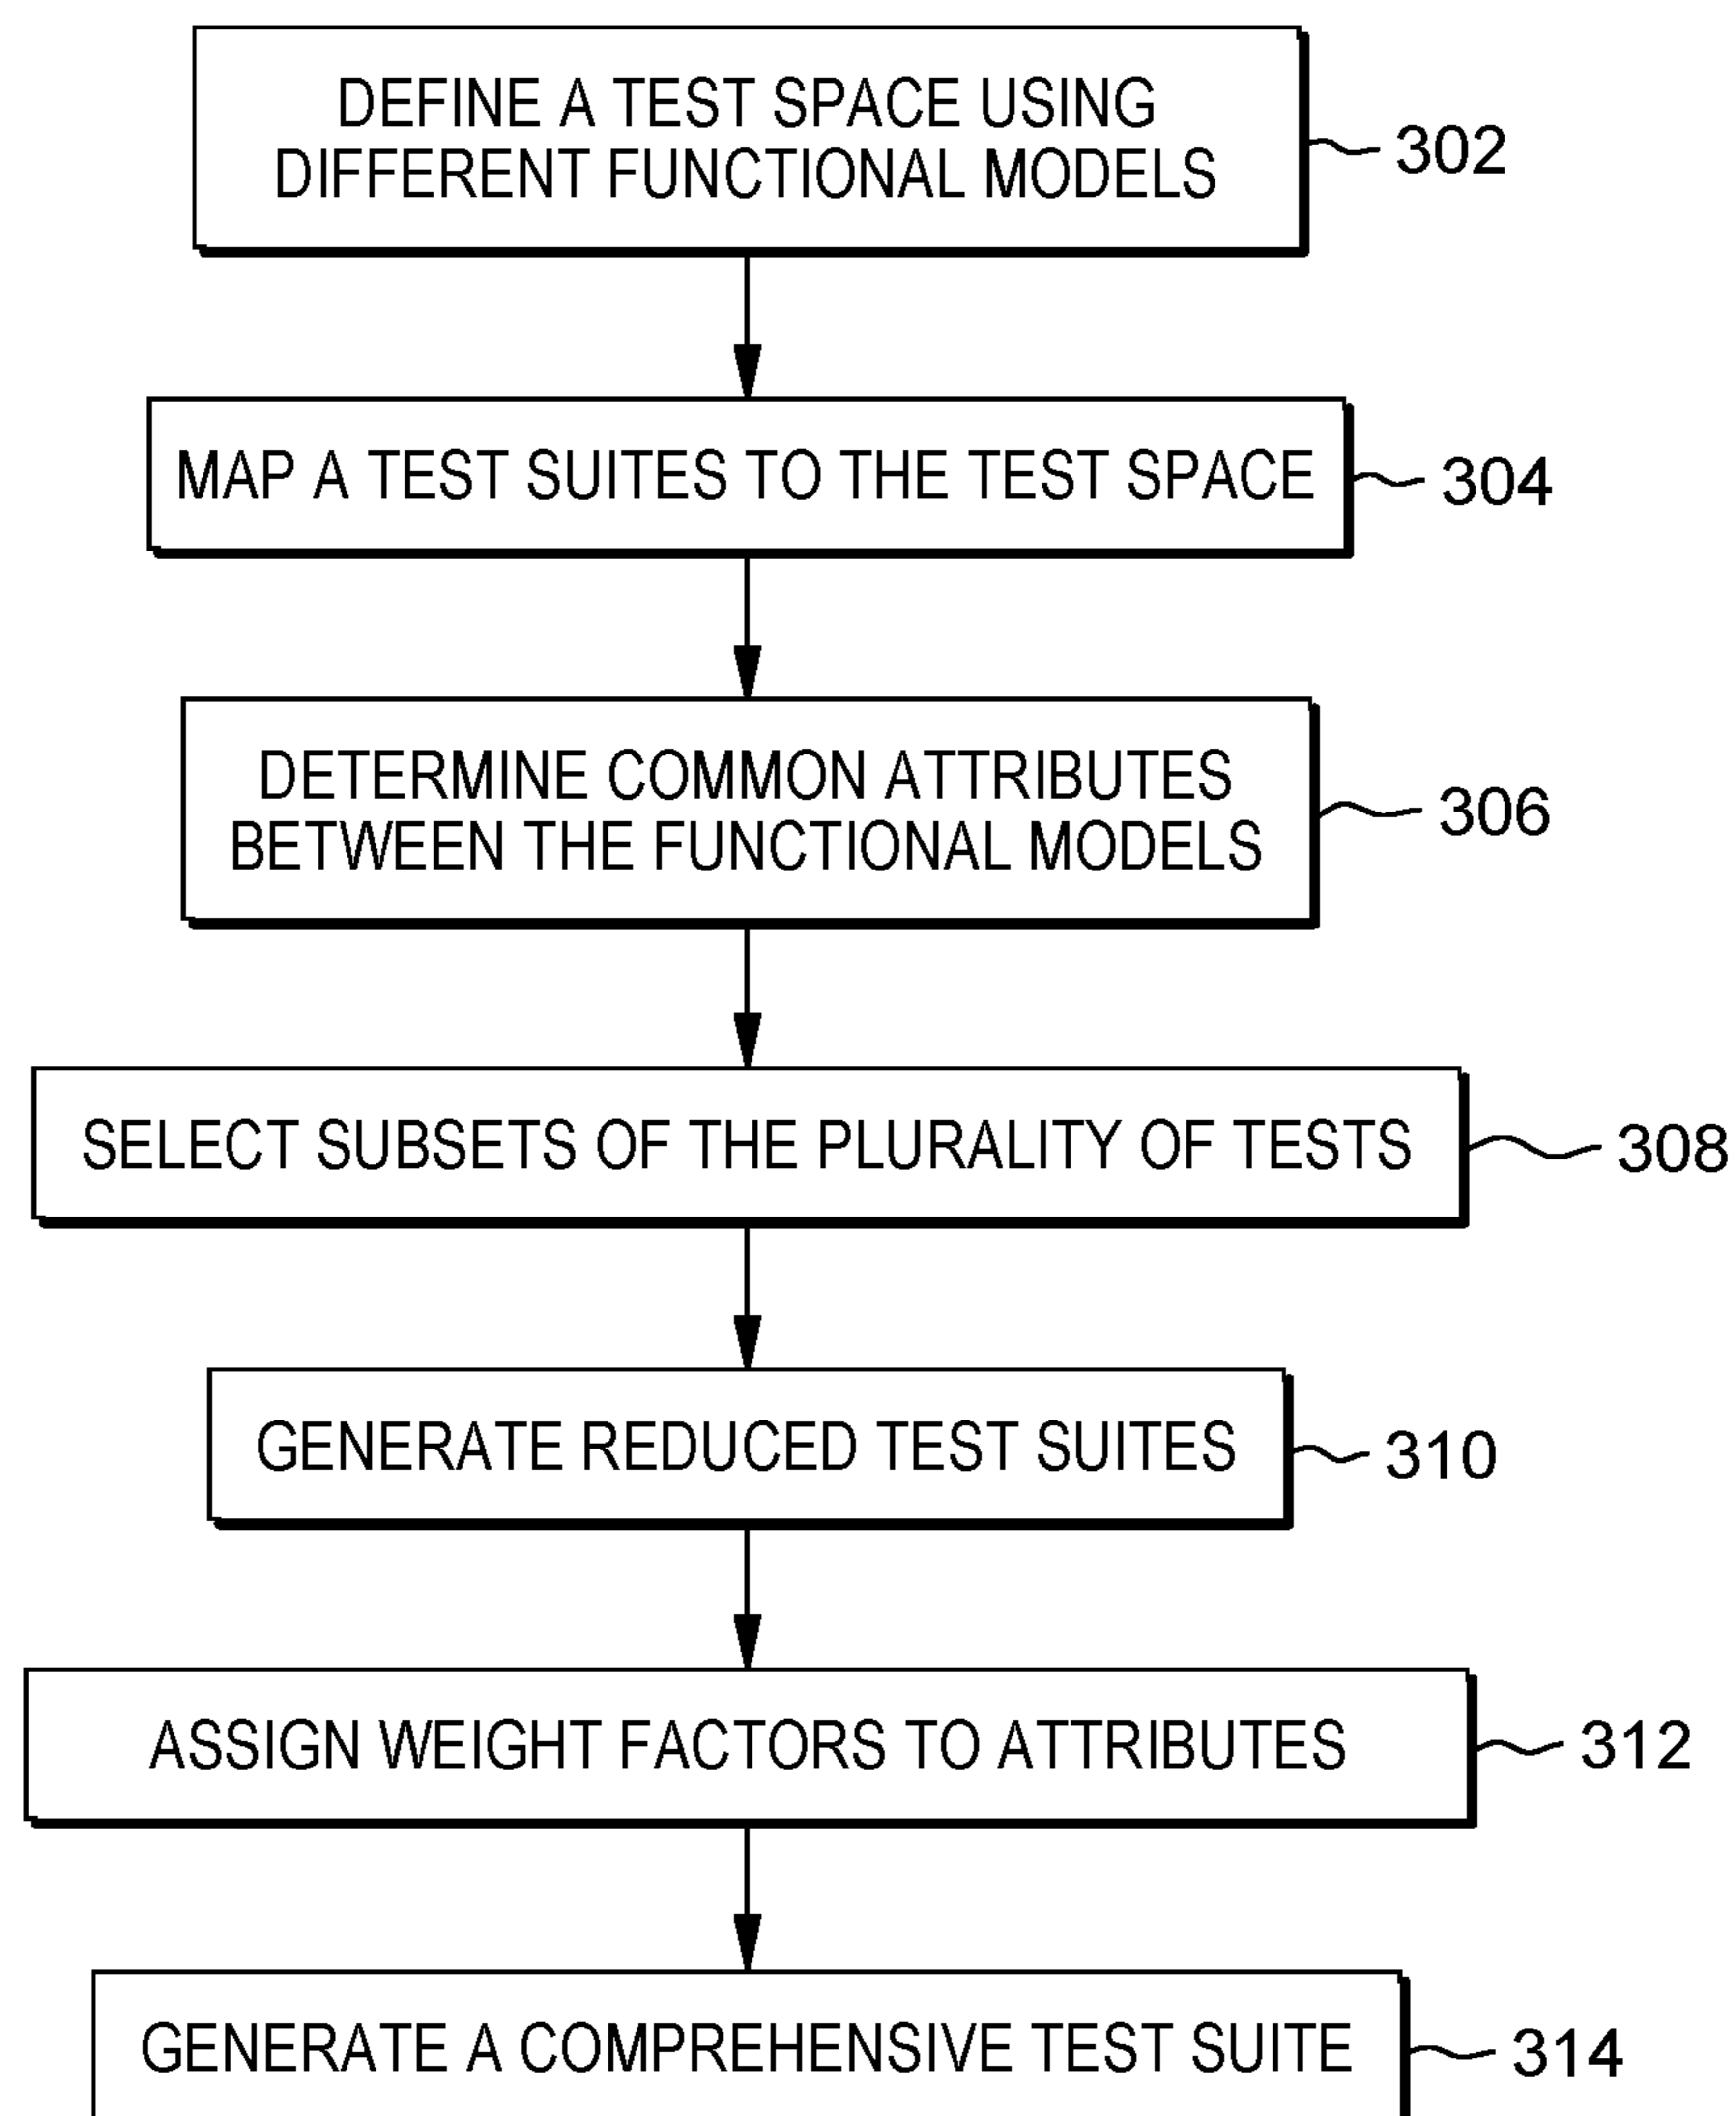 DEFINE A TEST SPACE USING
DIFFERENT FUNCTIONAL MODELS
302
MAP A TEST SUITES TO THE TEST SPACE
304
DETERMINE COMMON ATTRIBUTES
BETWEEN THE FUNCTIONAL MODELS
306
SELECT SUBSETS OF THE PLURALITY OF TESTS
308
GENERATE REDUCED TEST SUITES
310
ASSIGN WEIGHT FACTORS TO ATTRIBUTES
312
GENERATE A COMPREHENSIVE TEST SUITE
314